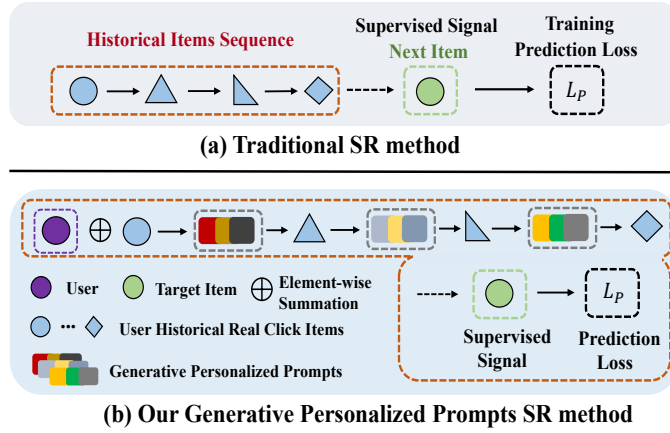 Historical Items Sequence
Supervised Signal
Next Item
Training
Prediction Loss
L_P
(a) Traditional SR method
User
Target Item
Element-wise
Summation
User Historical Real Click Items
Generative Personalized Prompts
L_P
Supervised
Signal
Prediction
Loss
(b) Our Generative Personalized Prompts SR method